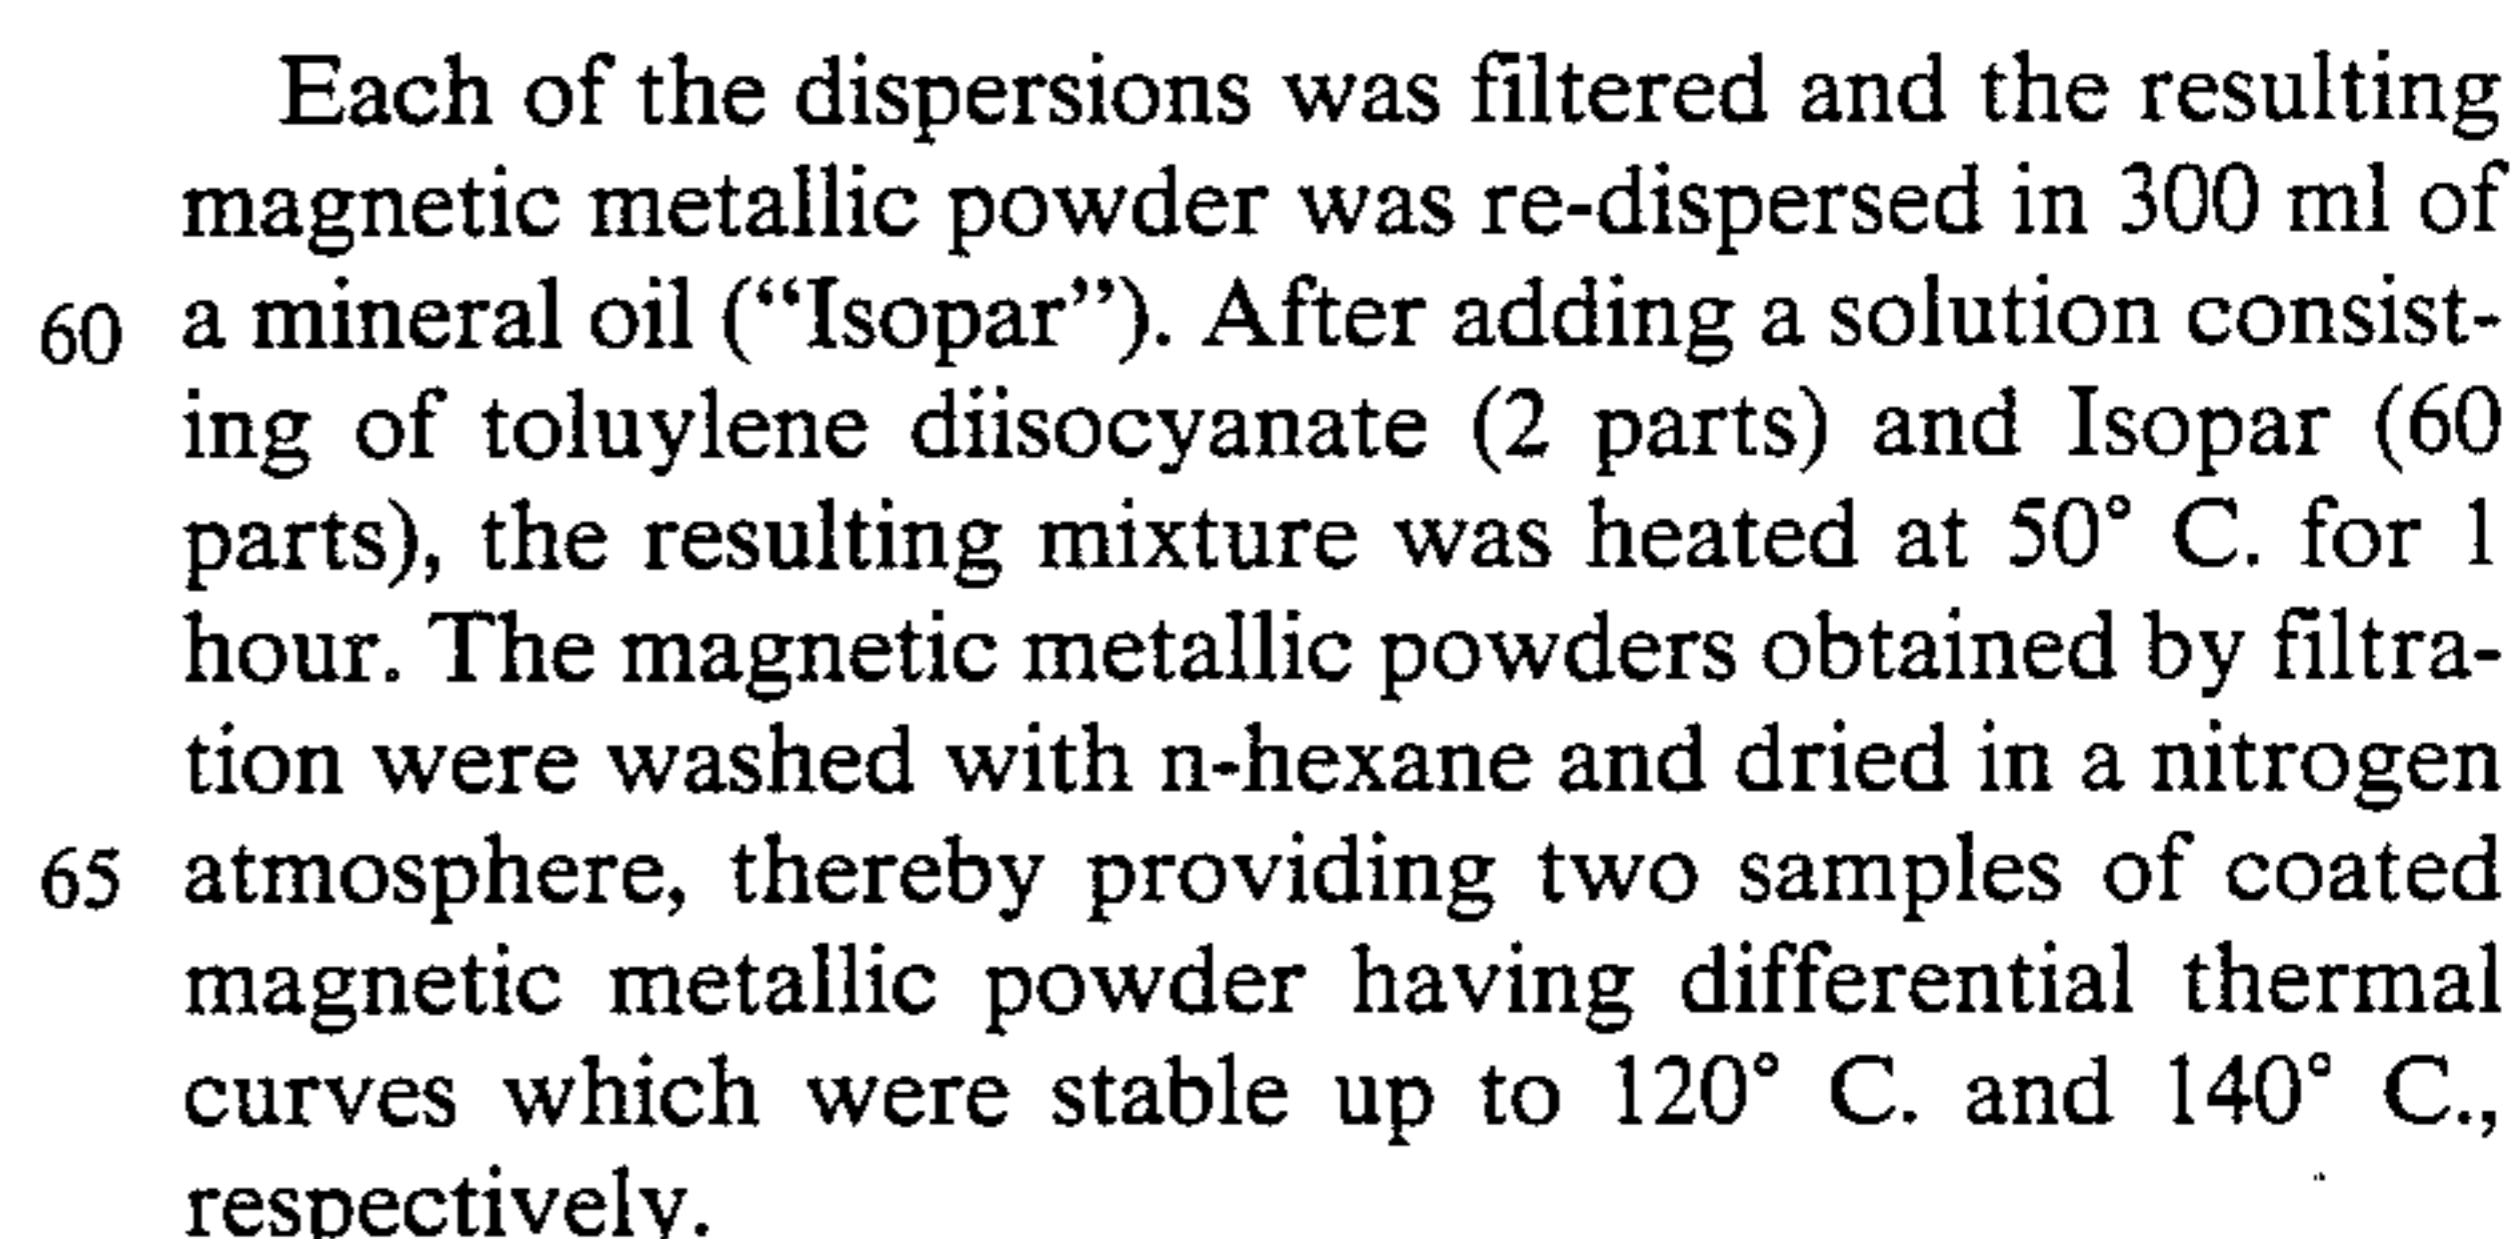 Each of the dispersions was filtered and the resulting
magnetic metallic powder was re-dispersed in 300 ml of
60 a mineral oil (“Isopar”). After adding a solution consist-
ing of toluylene diisocyanate (2 parts) and Isopar (60
parts), the resulting mixture was heated at 50° C. for 1
hour. The magnetic metallic powders obtained by filtra-
tion were washed with n-hexane and dried in a nitrogen
65 atmosphere, thereby providing two samples of coated
magnetic metallic powder having differential thermal
curves which were stable up to 120° C. and 140° C.,
respectively.